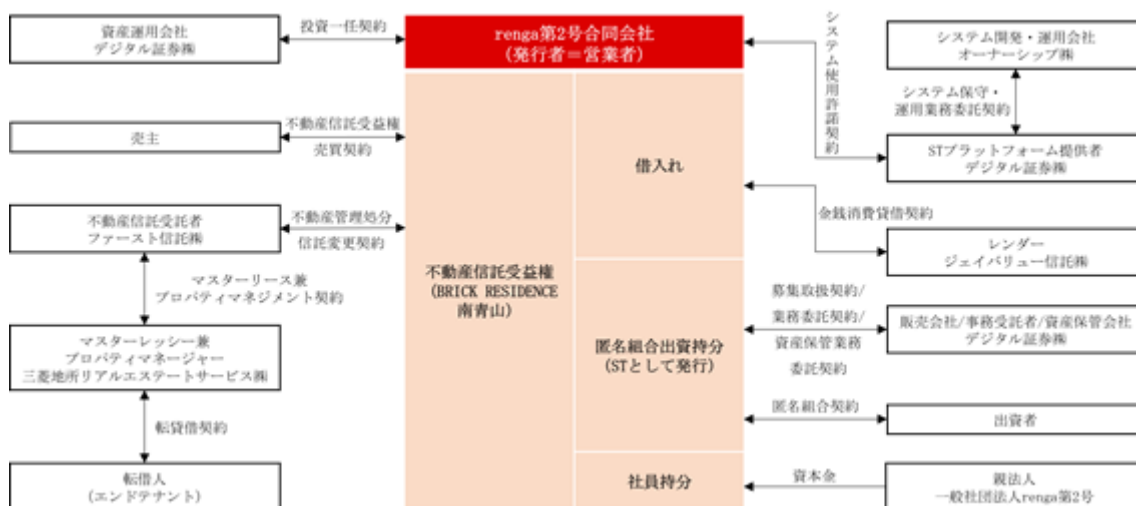 資産運用会社
デジタル証券㈱
投資一任契約
renga第2号合同会社
(発行者＝営業者)
システム使用許諾契約
システム開発・運用会社
オーナーシップ㈱
システム保守・
運用業務委託契約
売主
不動産信託受益権
売買契約
STプラットフォーム提供者
デジタル証券㈱
借入れ
不動産信託受託者
ファースト信託㈱
不動産管理処分
信託変更契約
金銭消費貸借契約
レンダー
ジェイバリュー信託㈱
マスターリース兼
プロパティマネジメント契約
不動産信託受益権
(BRICK RESIDENCE
南青山)
募集取扱契約/
業務委託契約/
資産保管業務
委託契約
販売会社/事務受託者/資産保管会社
デジタル証券㈱
マスターレッシー兼
プロパティマネージャー
三菱地所リアルエステートサービス㈱
匿名組合出資持分
(STとして発行)
匿名組合契約
出資者
転貸借契約
転借人
(エンドテナント)
社員持分
資本金
親法人
一般社団法人renga第2号